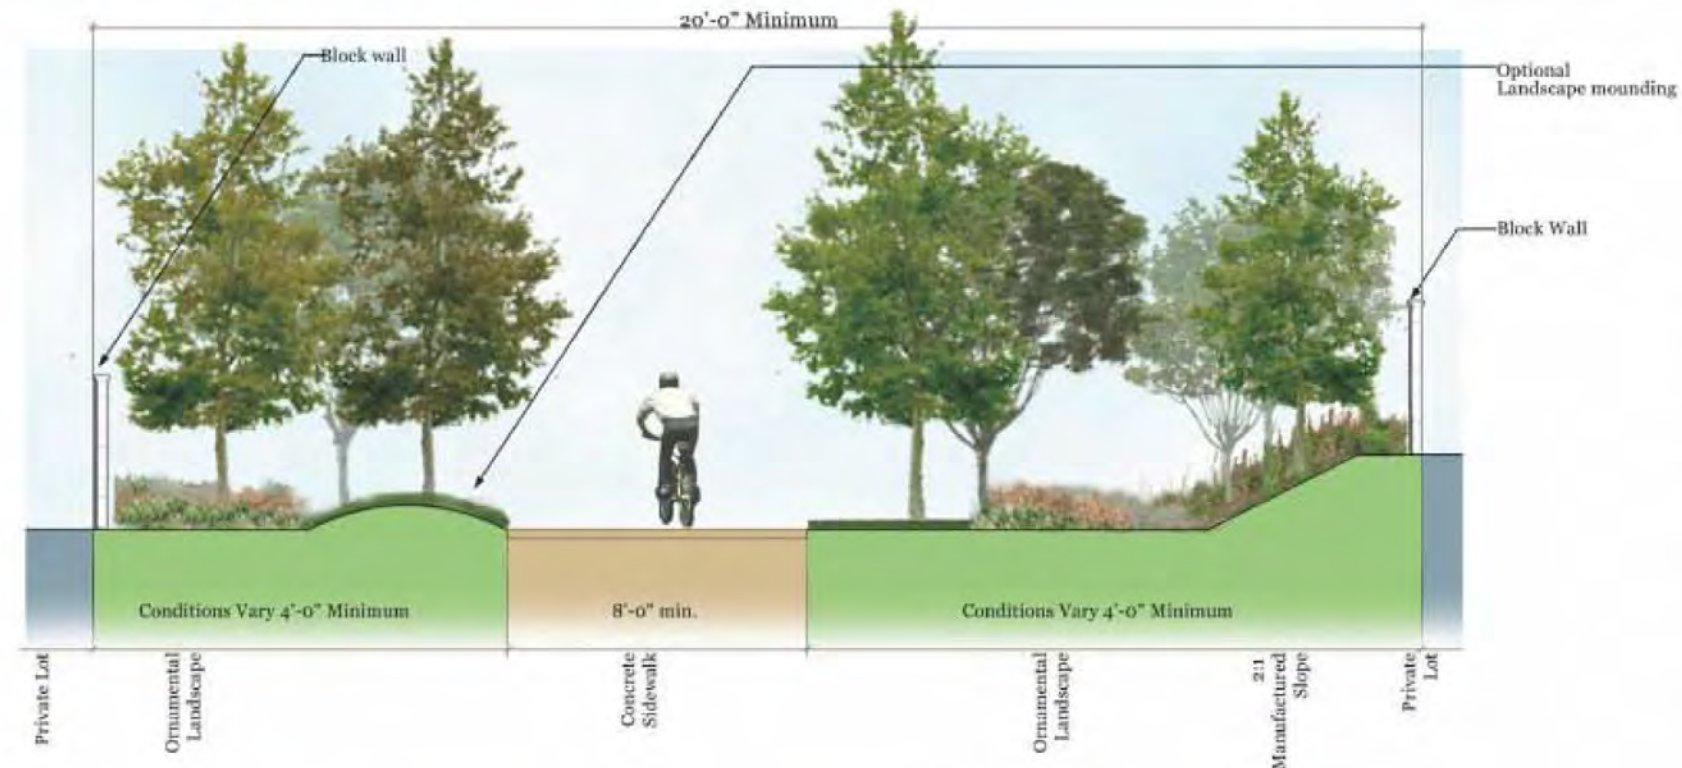 20'-0" Minimum
Block wall
Optional
Landscape mounding
Block Wall
Conditions Vary 4'-0" Minimum
8'-0" min.
Conditions Vary 4'-0" Minimum
Private Lot
Ornamental
Landscape
Concrete
Sidewalk
Ornamental
Landscape
2:1
Manufactured
Slope
Private
Lot